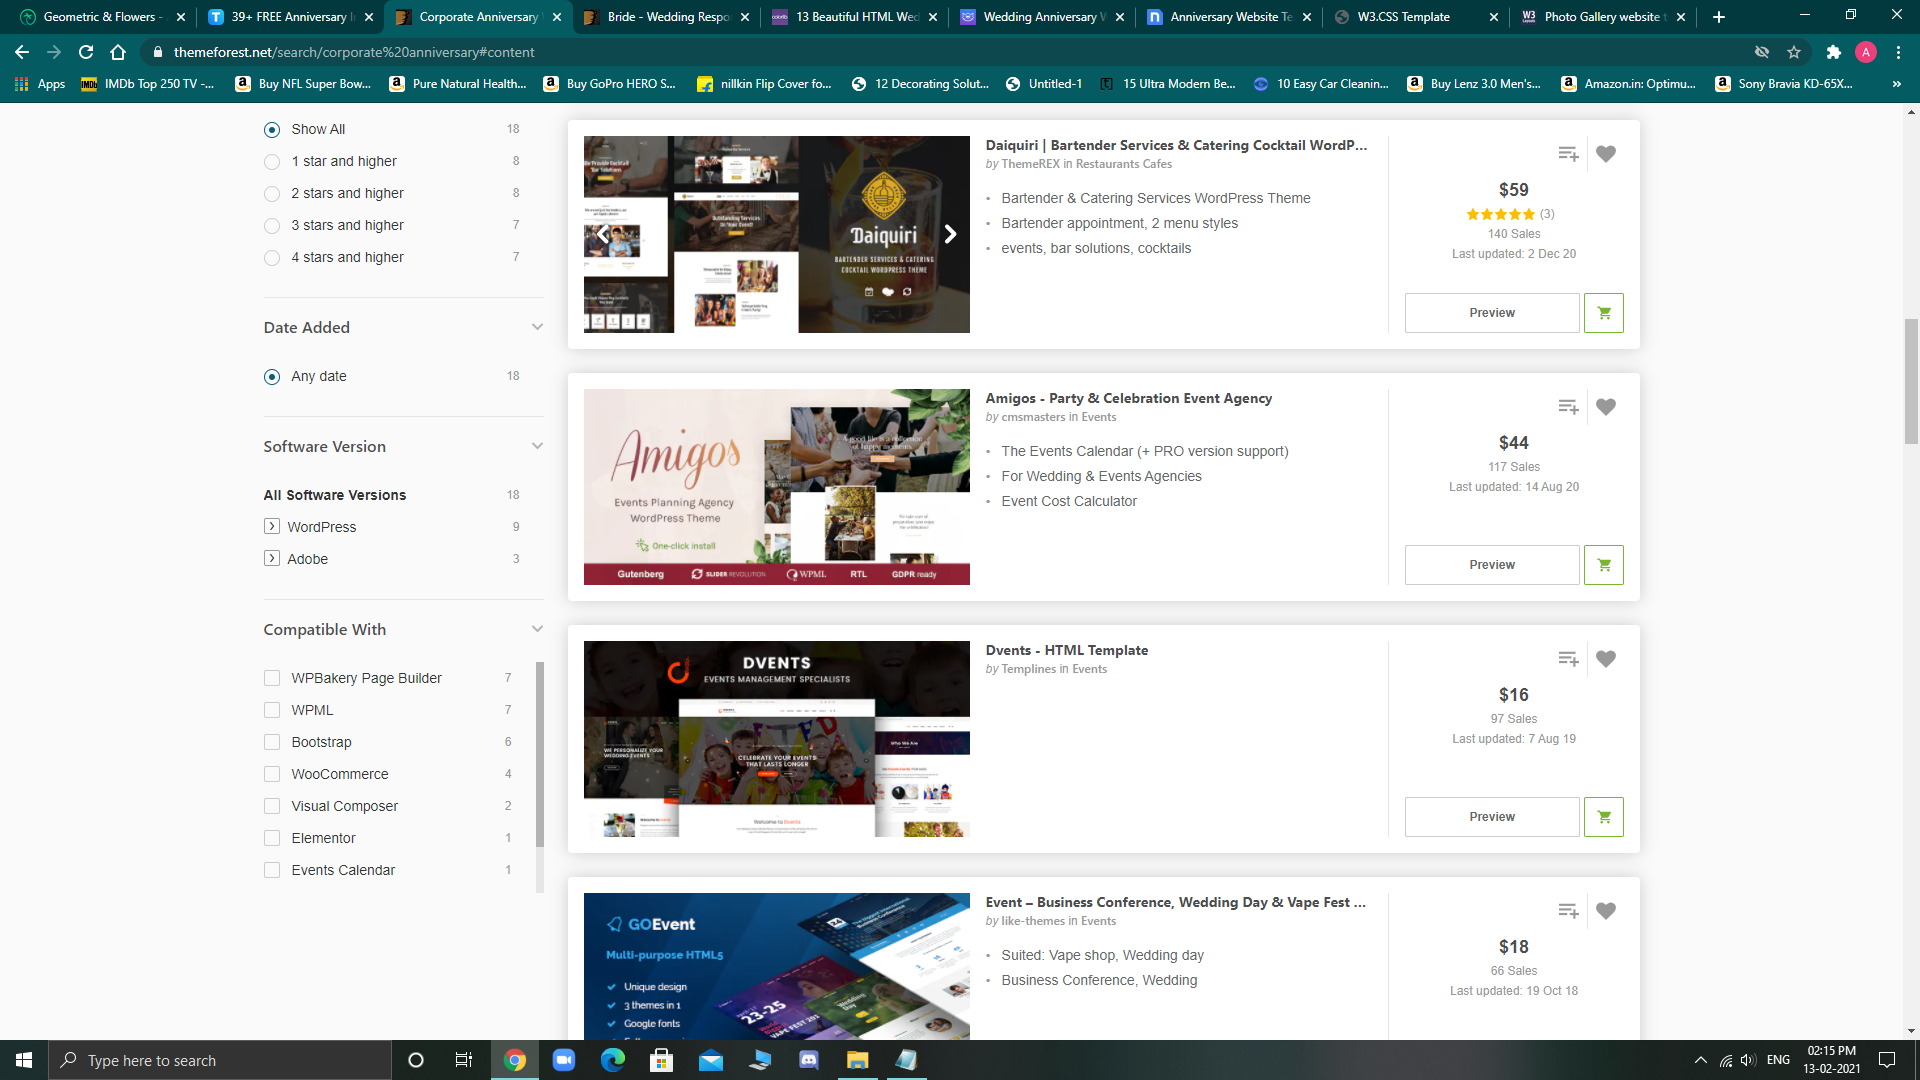 Geometric & Flowers -
39+ FREE Anniversary I
Corporate Anniversary
Bride - Wedding Respo
13 Beautiful HTML Wed
Wedding Anniversary
Anniversary Website Te
W3.CSS Template
Photo Gallery website
themeforest.net/search/corporate%20anniversary#content
A
Apps
IMDb Top 250 TV -...
Buy NFL Super Bow...
Pure Natural Health...
Buy GoPro HERO S...
nillkin Flip Cover fo...
12 Decorating Solut...
Untitled-1
15 Ultra Modern Be...
10 Easy Car Cleanin...
Buy Lenz 3.0 Men's...
Amazon.in: Optimu...
Sony Bravia KD-65X...
Show All 18
1 star and higher 8
2 stars and higher 8
3 stars and higher 7
4 stars and higher 7
Date Added
Any date 18
Software Version
All Software Versions 18
WordPress 9
Adobe 3
Compatible With
WPBakery Page Builder 7
WPML 7
Bootstrap 6
WooCommerce 4
Visual Composer 2
Elementor 1
Events Calendar 1
Daiquiri
BARTENDER SERVICES & CATERING
COCKTAIL WORDPRESS THEME
Daiquiri | Bartender Services & Catering Cocktail WordP...
by ThemeREX in Restaurants Cafes
Bartender & Catering Services WordPress Theme
Bartender appointment, 2 menu styles
events, bar solutions, cocktails
$59
(3)
140 Sales
Last updated: 2 Dec 20
Preview
Amigos
Events Planning Agency
WordPress Theme
One-click install
Gutenberg
SLIDER REVOLUTION
WPML
RTL
GDPR ready
Amigos - Party & Celebration Event Agency
by cmsmasters in Events
The Events Calendar (+ PRO version support)
For Wedding & Events Agencies
Event Cost Calculator
$44
117 Sales
Last updated: 14 Aug 20
Preview
DVENTS
EVENTS MANAGEMENT SPECIALISTS
WE PERSONALIZE YOUR
WEDDING EVENTS
CELEBRATE YOUR EVENTS
THAT LASTS LONGER
Welcome to Dvents
Who We Are
Dvents - HTML Template
by Templines in Events
$16
97 Sales
Last updated: 7 Aug 19
Preview
GOEvent
Multi-purpose HTML5
Unique design
3 themes in 1
Google fonts
23-25
VAPE FEST
Wedding
Day
Event – Business Conference, Wedding Day & Vape Fest ...
by like-themes in Events
Suited: Vape shop, Wedding day
Business Conference, Wedding
$18
66 Sales
Last updated: 19 Oct 18
Type here to search
ENG
02:15 PM
13-02-2021